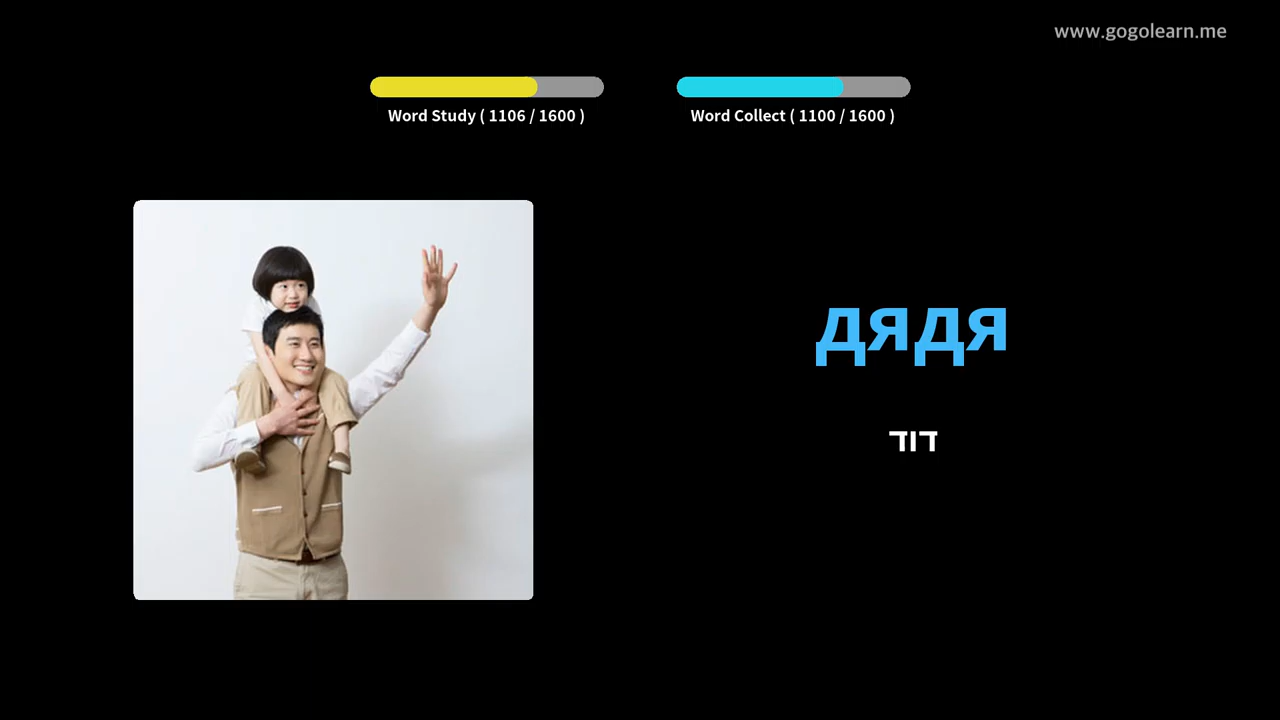 www.gogolearn.me
Word Study ( 1106 / 1600 )
Word Collect ( 1100 / 1600 )
дядя
דוד